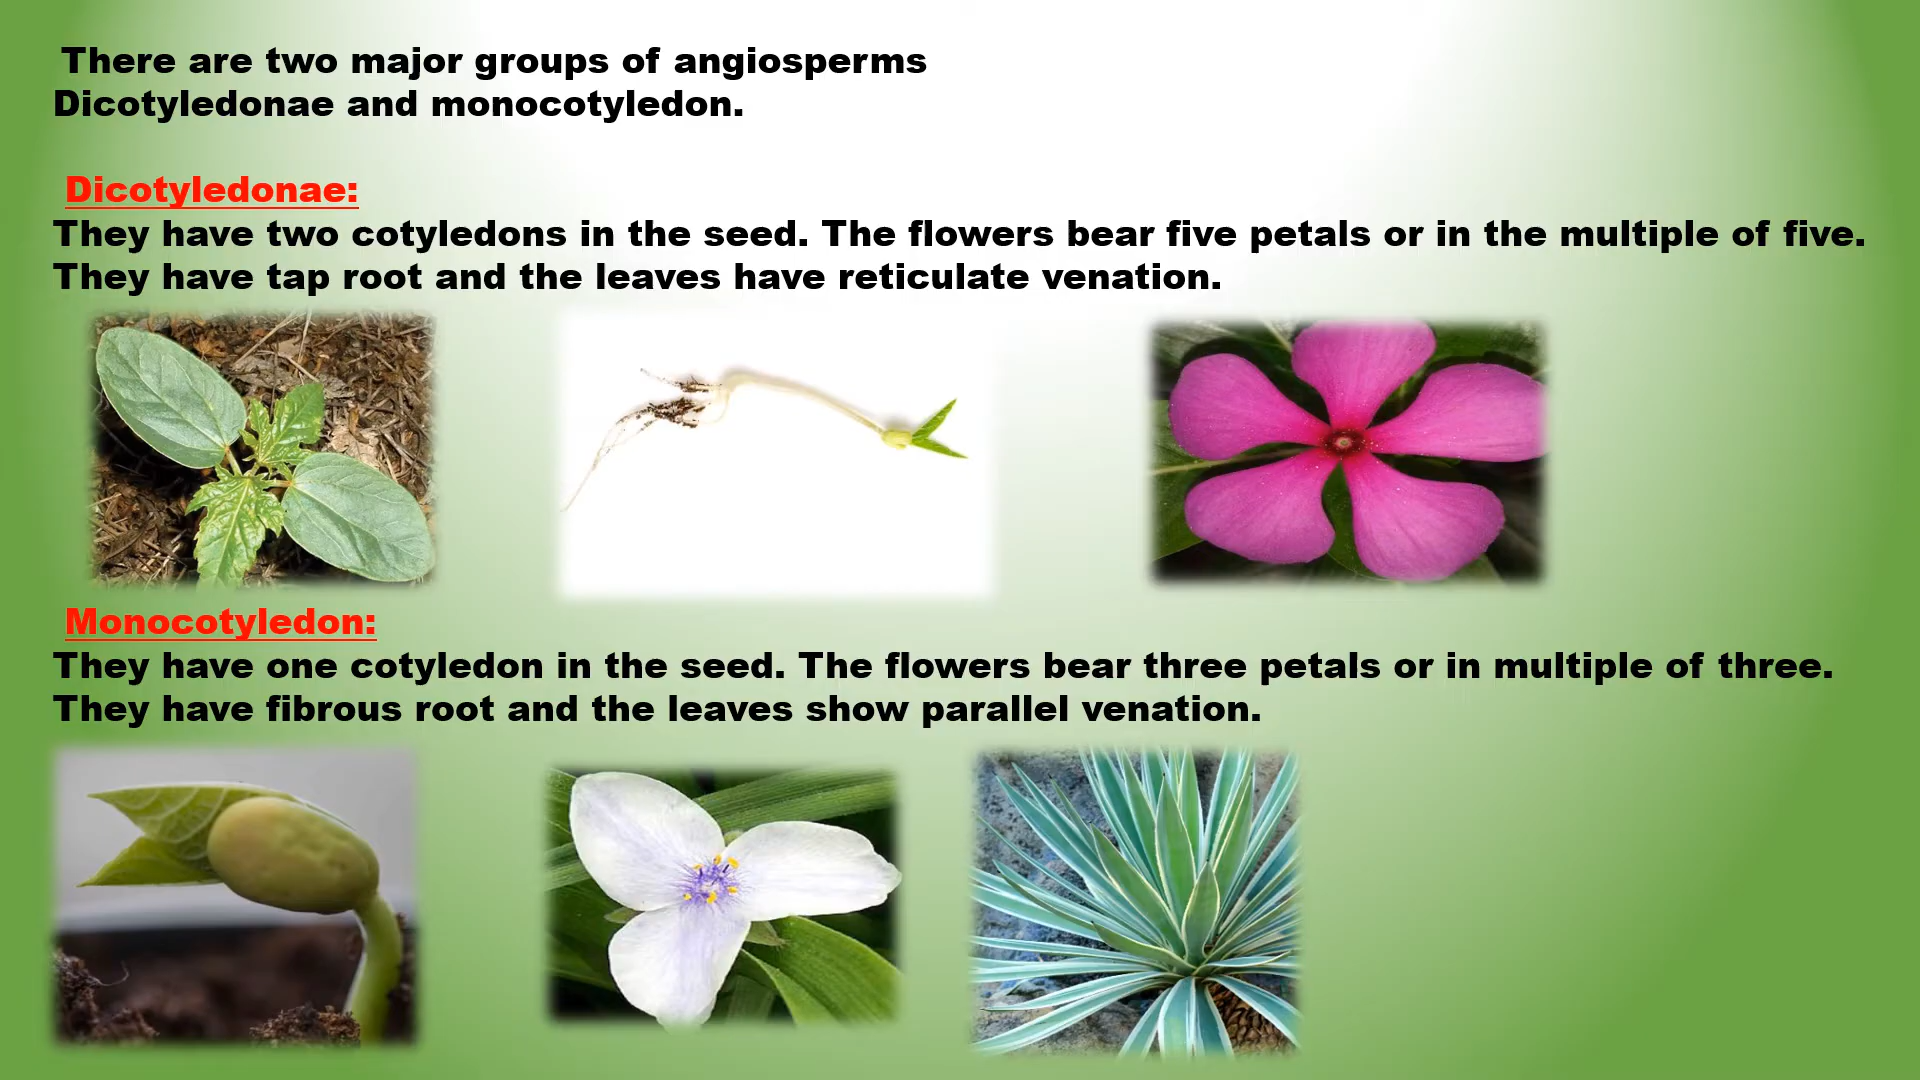 There are two major groups of angiosperms
Dicotyledonae and monocotyledon.
Dicotyledonae:
They have two cotyledons in the seed. The flowers bear five petals or in the multiple of five.
They have tap root and the leaves have reticulate venation.
Monocotyledon:
They have one cotyledon in the seed. The flowers bear three petals or in multiple of three.
They have fibrous root and the leaves show parallel venation.